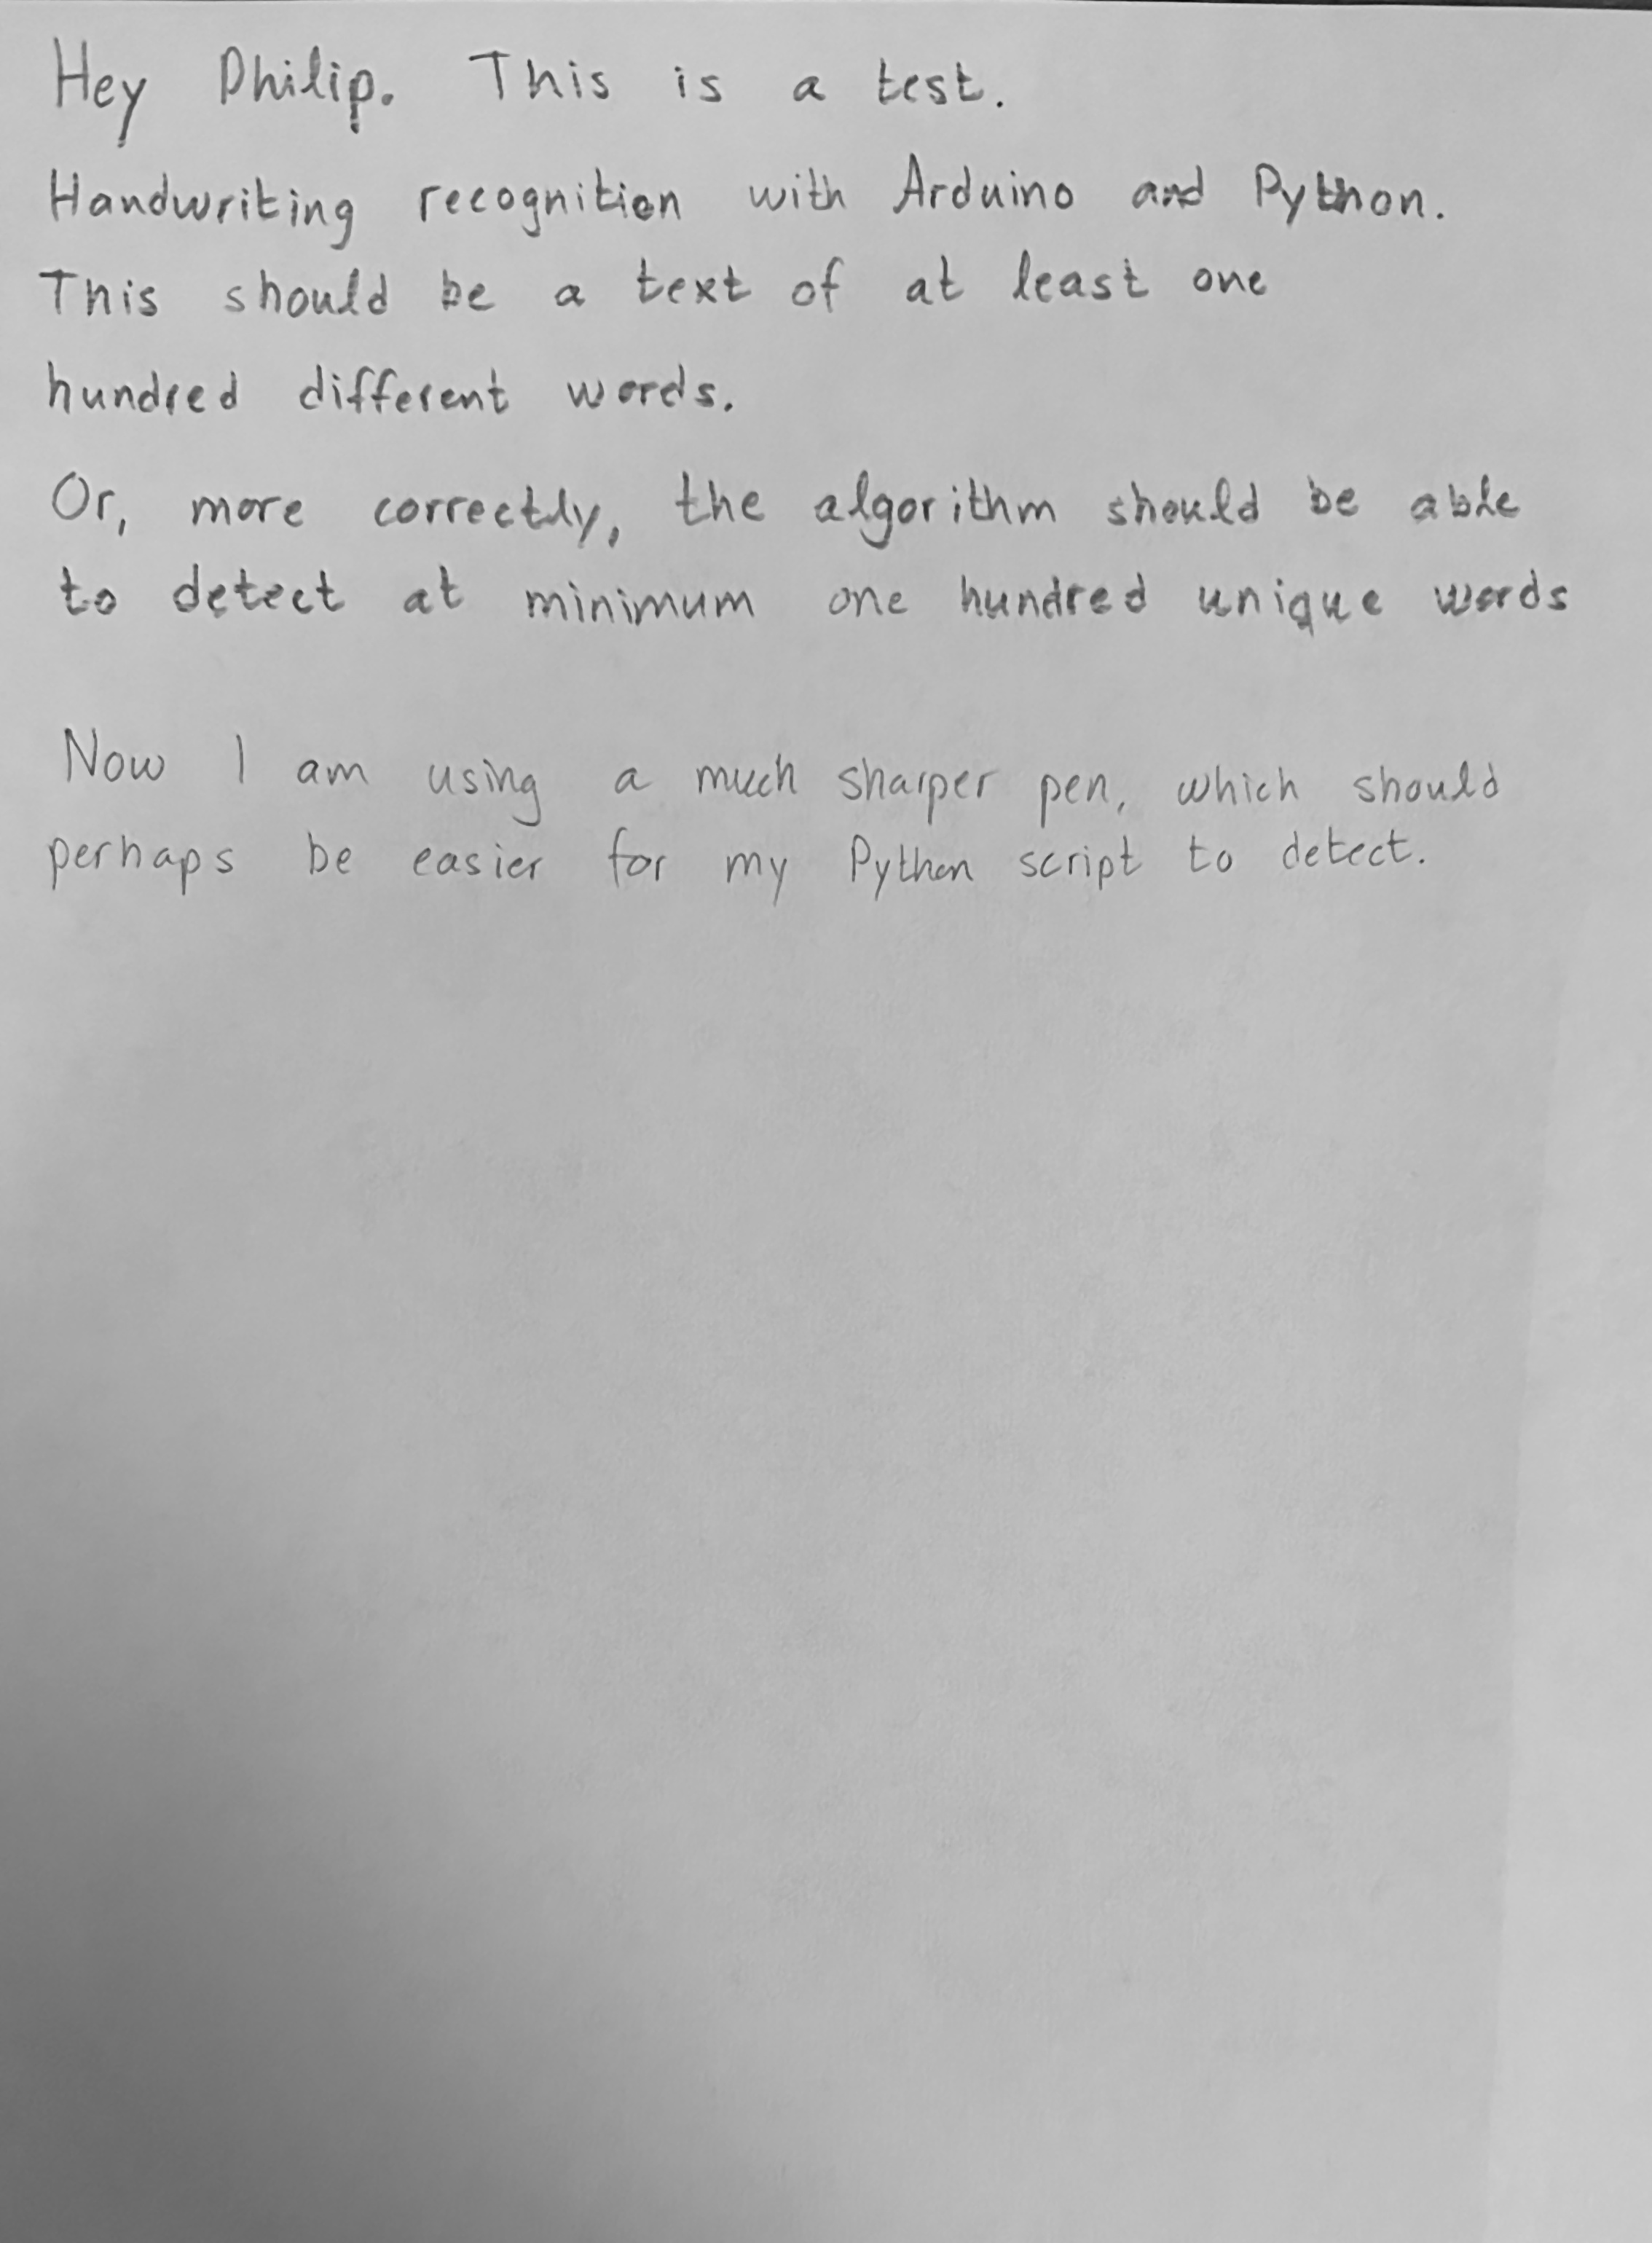 Hey Philip. This is a test.
Handwriting recognition with Arduino and Python.
This should be a text of at least one
hundred different words.
Or, more correctly, the algorithm should be able
to detect at minimum one hundred unique words
Now I am using a much sharper pen, which should
perhaps be easier for my Python script to detect.